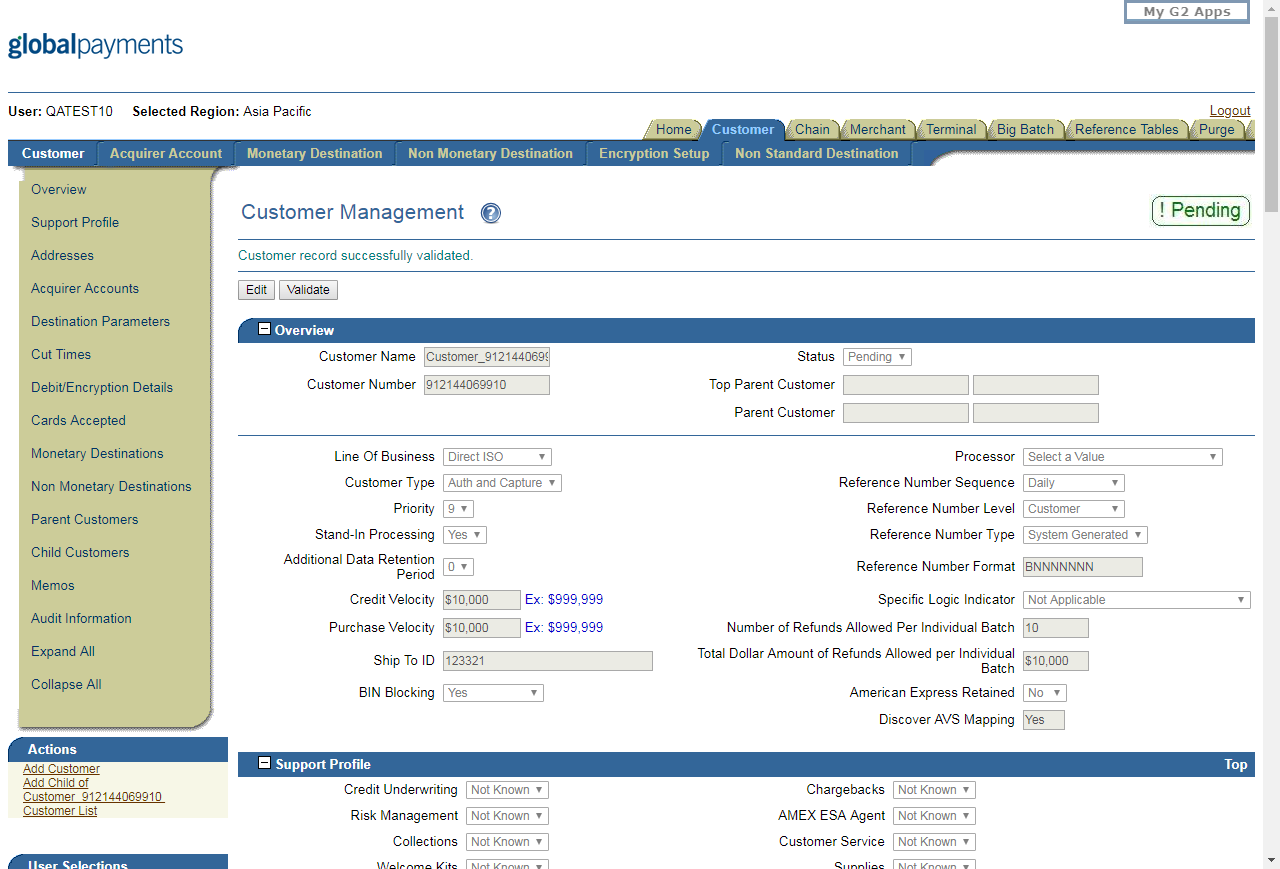 My G2 Apps
globalpayments
User: QATEST10 Selected Region: Asia Pacific
Logout
Home Customer Chain Merchant Terminal Big Batch Reference Tables Purge
Customer Acquirer Account Monetary Destination Non Monetary Destination Encryption Setup Non Standard Destination
Overview
Support Profile
Addresses
Acquirer Accounts
Destination Parameters
Cut Times
Debit/Encryption Details
Cards Accepted
Monetary Destinations
Non Monetary Destinations
Parent Customers
Child Customers
Memos
Audit Information
Expand All
Collapse All
Actions
Add Customer
Add Child of
Customer_912144069910
Customer List
User Selections
Customer Management ?
! Pending
Customer record successfully validated.
Edit Validate
Overview
Customer Name Customer_912144069 Status Pending
Customer Number 912144069910 Top Parent Customer
Parent Customer
Line Of Business Direct ISO Processor Select a Value
Customer Type Auth and Capture Reference Number Sequence Daily
Priority 9 Reference Number Level Customer
Stand-In Processing Yes Reference Number Type System Generated
Additional Data Retention
Period 0 Reference Number Format BNNNNNNN
Credit Velocity $10,000 Ex: $999,999 Specific Logic Indicator Not Applicable
Purchase Velocity $10,000 Ex: $999,999 Number of Refunds Allowed Per Individual Batch 10
Ship To ID 123321 Total Dollar Amount of Refunds Allowed per Individual
Batch $10,000
BIN Blocking Yes American Express Retained No
Discover AVS Mapping Yes
Support Profile Top
Credit Underwriting Not Known Chargebacks Not Known
Risk Management Not Known AMEX ESA Agent Not Known
Collections Not Known Customer Service Not Known
Welcome Kits Not Known Supplies Not Known